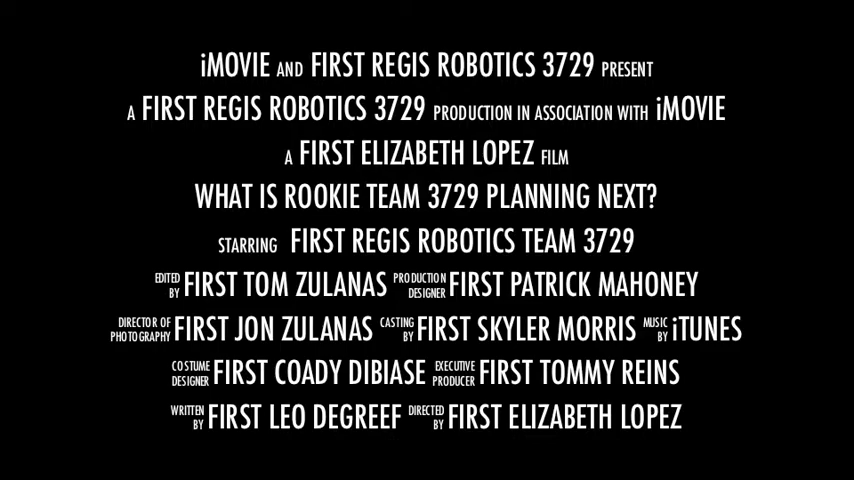 iMOVIE AND FIRST REGIS ROBOTICS 3729 PRESENT
A FIRST REGIS ROBOTICS 3729 PRODUCTION IN ASSOCIATION WITH iMOVIE
A FIRST ELIZABETH LOPEZ FILM
WHAT IS ROOKIE TEAM 3729 PLANNING NEXT?
STARRING FIRST REGIS ROBOTICS TEAM 3729
EDITED BY FIRST TOM ZULANAS PRODUCTION DESIGNER FIRST PATRICK MAHONEY
DIRECTOR OF PHOTOGRAPHY FIRST JON ZULANAS CASTING BY FIRST SKYLER MORRIS MUSIC BY iTUNES
COSTUME DESIGNER FIRST COADY DIBIASE EXECUTIVE PRODUCER FIRST TOMMY REINS
WRITTEN BY FIRST LEO DEGREEF DIRECTED BY FIRST ELIZABETH LOPEZ